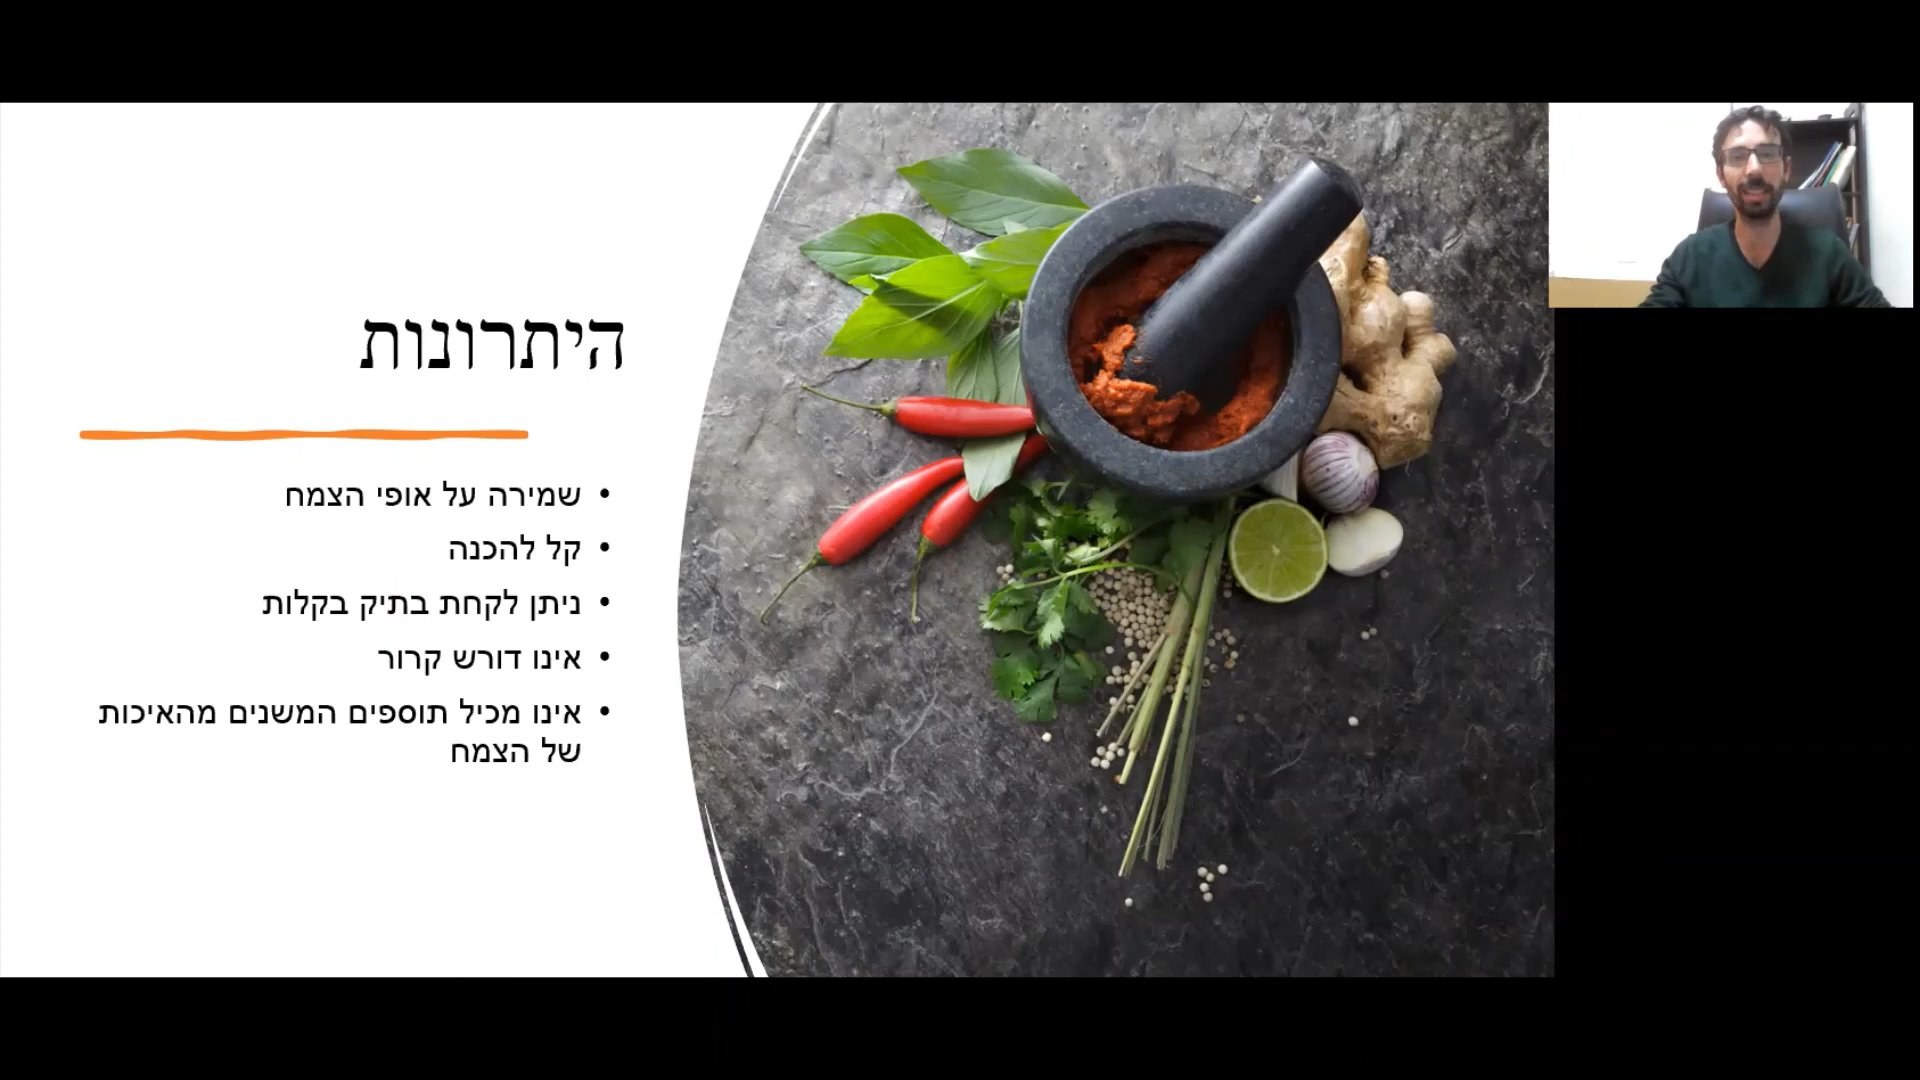 היתרונות
• שמירה על אופי הצמח
• קל להכנה
• ניתן לקחת בתיק בקלות
• אינו דורש קרור
• אינו מכיל תוספים המשנים מהאיכות
של הצמח